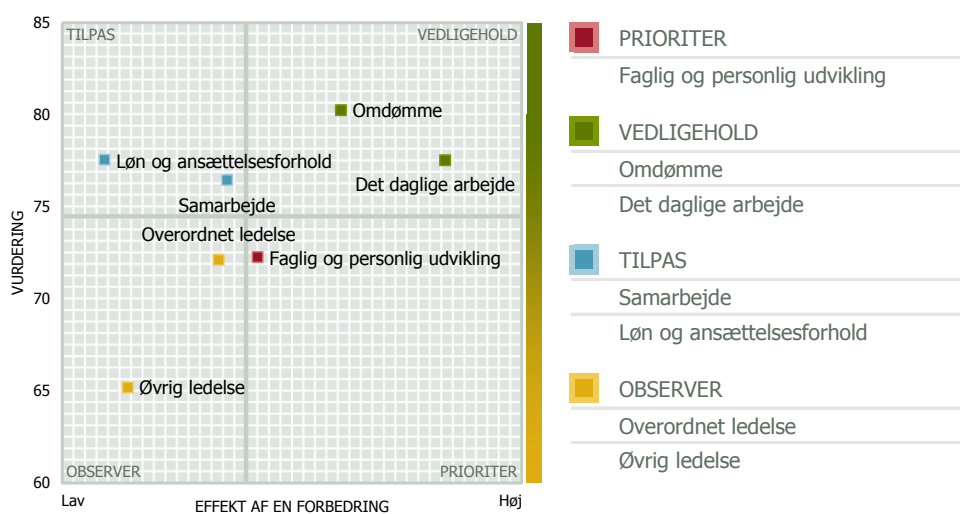 85
TILPAS
VEDLIGEHOLD
80
Omdømme
Løn og ansættelsesforhold
Det daglige arbejde
Samarbejde
75
VURDERING
Overordnet ledelse
Faglig og personlig udvikling
70
65
Øvrig ledelse
OBSERVER
PRIORITER
60
Lav
EFFEKT AF EN FORBEDRING
Høj
PRIORITER
Faglig og personlig udvikling
VEDLIGEHOLD
Omdømme
Det daglige arbejde
TILPAS
Samarbejde
Løn og ansættelsesforhold
OBSERVER
Overordnet ledelse
Øvrig ledelse